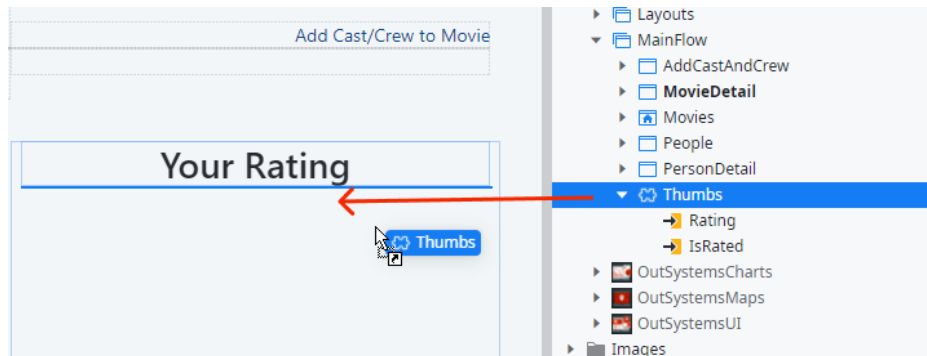 Add Cast/Crew to Movie
Your Rating
Thumbs
Layouts
MainFlow
AddCastAndCrew
MovieDetail
Movies
People
PersonDetail
Thumbs
Rating
IsRated
OutSystemsCharts
OutSystemsMaps
OutSystemsUI
Images